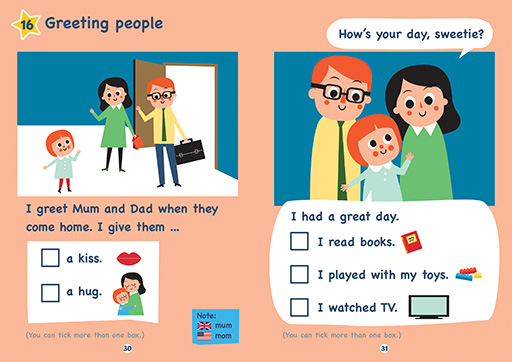 16 Greeting people
I greet Mum and Dad when they
come home. I give them ...
a kiss.
a hug.
(You can tick more than one box.)
Note:
mum
mom
30
How's your day, sweetie?
I had a great day.
I read books.
I played with my toys.
I watched TV.
(You can tick more than one box.)
31